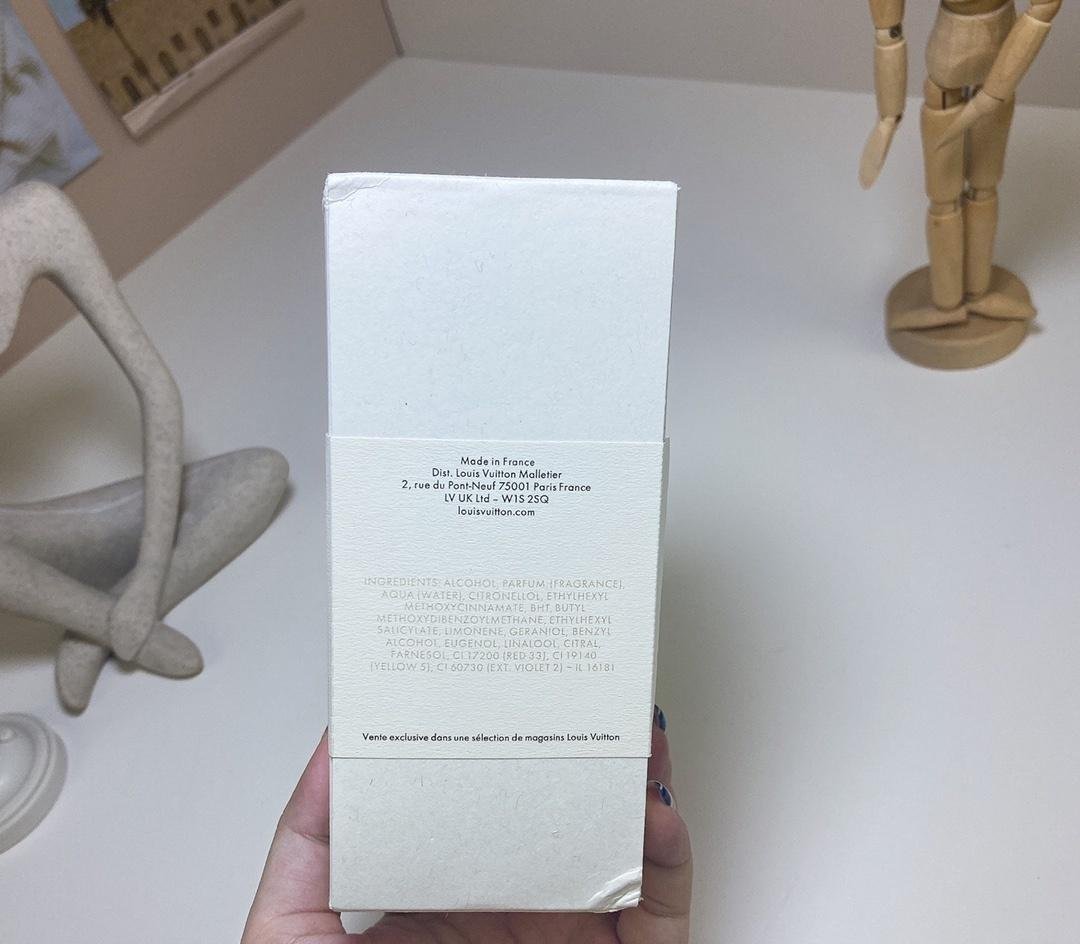 Made in France
Dist. Louis Vuitton Malletier
2, rue du Pont-Neuf 75001 Paris France
LV UK Ltd – W1S 2SQ
louisvuitton.com
INGREDIENTS: ALCOHOL, PARFUM (FRAGRANCE),
AQUA (WATER), CITRONELLOL, ETHYLHEXYL
METHOXYCINNAMATE, BHT, BUTYL
METHOXYDIBENZOYLMETHANE, ETHYLHEXYL
SALICYLATE, LIMONENE, GERANIOL, BENZYL
ALCOHOL, EUGENOL, LINALOOL, CITRAL,
FARNESOL, CI 17200 (RED 33), CI 19140
(YELLOW 5), CI 60730 (EXT. VIOLET 2) – IL 16181
Vente exclusive dans une sélection de magasins Louis Vuitton